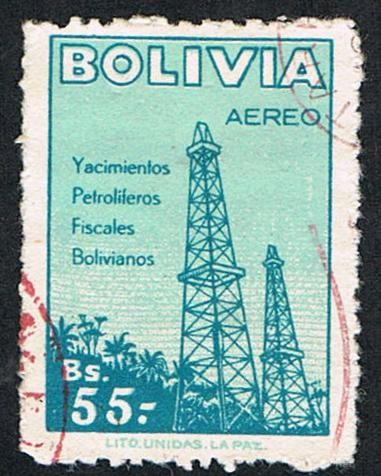 BOLIVIA
AEREO
Yacimientos
Petrolíferos
Fiscales
Bolivianos
Bs.
55.-
LITO. UNIDAS. LA PAZ.